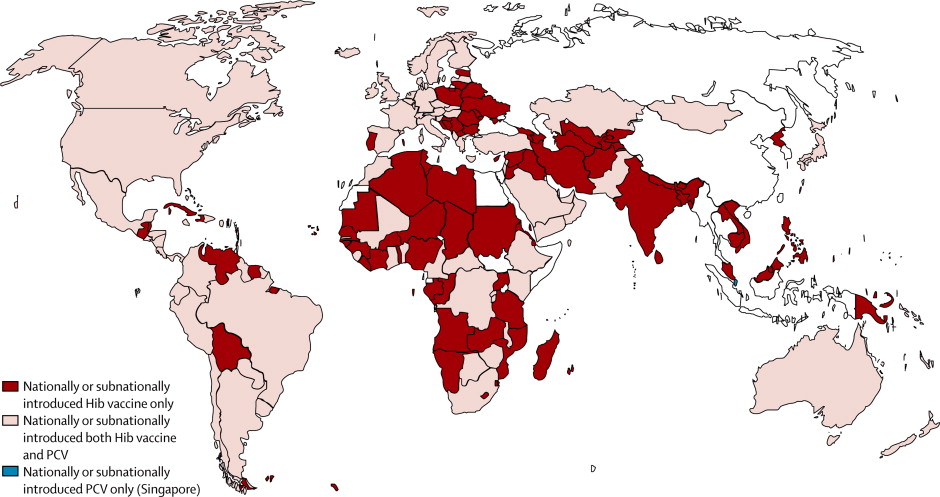 Nationally or subnationally
introduced Hib vaccine only
Nationally or subnationally
introduced both Hib vaccine
and PCV
Nationally or subnationally
introduced PCV only (Singapore)